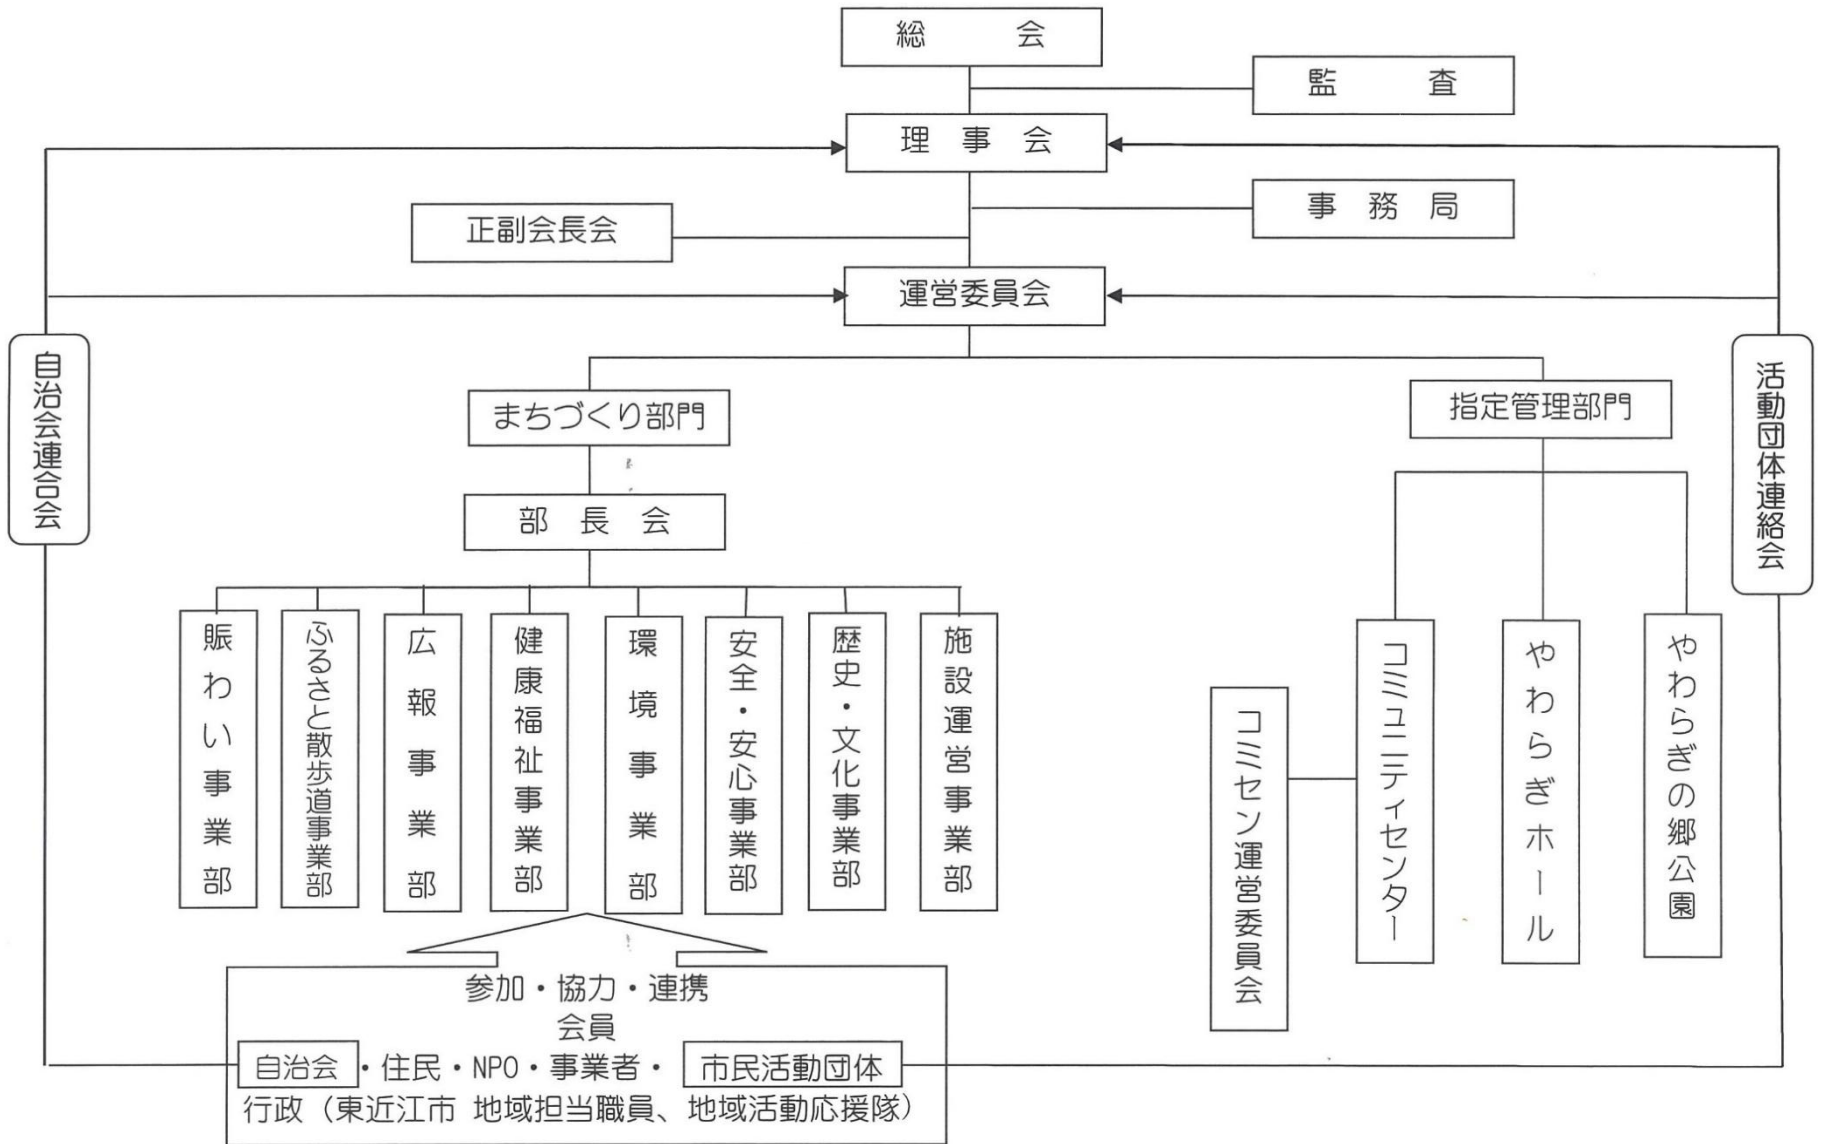 総会
監査
理事会
事務局
正副会長会
運営委員会
自治会連合会
活動団体連絡会
まちづくり部門
指定管理部門
部長会
賑わい事業部
ふるさと散歩道事業部
広報事業部
健康福祉事業部
環境事業部
安全・安心事業部
歴史・文化事業部
施設運営事業部
コミセン運営委員会
コミュニティセンター
やわらぎホール
やわらぎの郷公園
参加・協力・連携
会員
自治会・住民・NPO・事業者・市民活動団体
行政（東近江市 地域担当職員、地域活動応援隊）